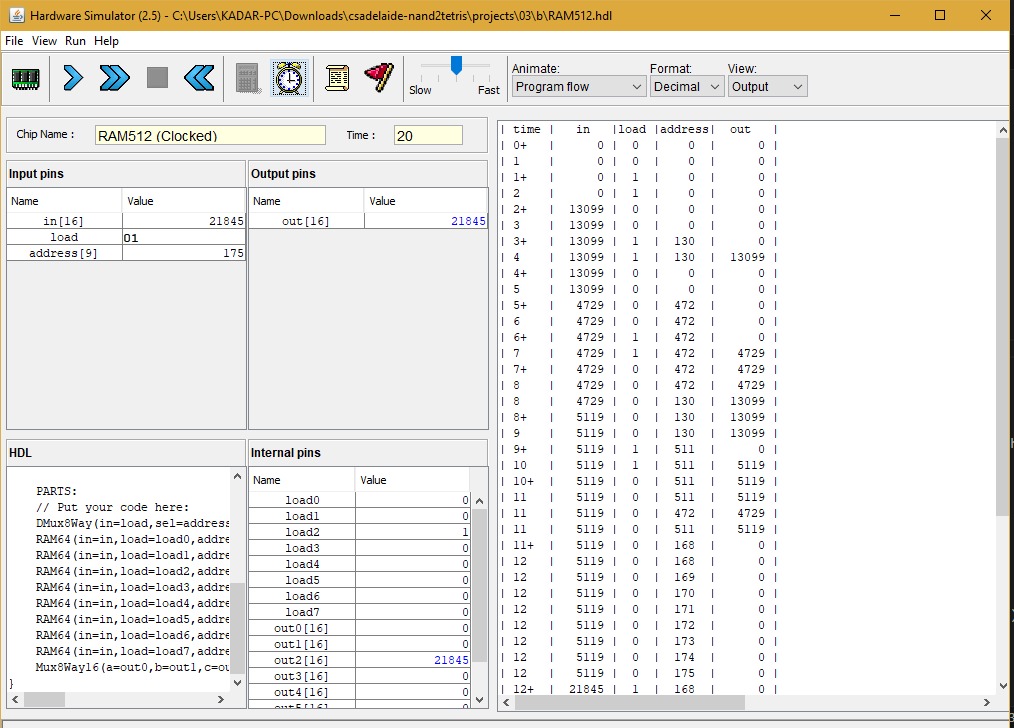 Hardware Simulator (2.5) - C:\Users\KADAR-PC\Downloads\csadelaide-nand2tetris\projects\03\b\RAM512.hdl
File View Run Help
Slow Fast
Animate: Format: View:
Program flow Decimal Output
Chip Name : RAM512 (Clocked) Time : 20
Input pins
Name Value
in[16] 21845
load 01
address[9] 175
Output pins
Name Value
out[16] 21845
HDL
PARTS:
// Put your code here:
DMux8Way(in=load,sel=address
RAM64(in=in,load=load0,addre
RAM64(in=in,load=load1,addre
RAM64(in=in,load=load2,addre
RAM64(in=in,load=load3,addre
RAM64(in=in,load=load4,addre
RAM64(in=in,load=load5,addre
RAM64(in=in,load=load6,addre
RAM64(in=in,load=load7,addre
Mux8Way16(a=out0,b=out1,c=ou
}
Internal pins
Name Value
load0 0
load1 0
load2 1
load3 0
load4 0
load5 0
load6 0
load7 0
out0[16] 0
out1[16] 0
out2[16] 21845
out3[16] 0
out4[16] 0
out5[16] 0
| time | in |load |address| out |
| 0+ | 0 | 0 | 0 | 0 |
| 1 | 0 | 0 | 0 | 0 |
| 1+ | 0 | 1 | 0 | 0 |
| 2 | 0 | 1 | 0 | 0 |
| 2+ | 13099 | 0 | 0 | 0 |
| 3 | 13099 | 0 | 0 | 0 |
| 3+ | 13099 | 1 | 130 | 0 |
| 4 | 13099 | 1 | 130 | 13099 |
| 4+ | 13099 | 0 | 0 | 0 |
| 5 | 13099 | 0 | 0 | 0 |
| 5+ | 4729 | 0 | 472 | 0 |
| 6 | 4729 | 0 | 472 | 0 |
| 6+ | 4729 | 1 | 472 | 0 |
| 7 | 4729 | 1 | 472 | 4729 |
| 7+ | 4729 | 0 | 472 | 4729 |
| 8 | 4729 | 0 | 472 | 4729 |
| 8 | 4729 | 0 | 130 | 13099 |
| 8+ | 5119 | 0 | 130 | 13099 |
| 9 | 5119 | 0 | 130 | 13099 |
| 9+ | 5119 | 1 | 511 | 0 |
| 10 | 5119 | 1 | 511 | 5119 |
| 10+ | 5119 | 0 | 511 | 5119 |
| 11 | 5119 | 0 | 511 | 5119 |
| 11 | 5119 | 0 | 472 | 4729 |
| 11 | 5119 | 0 | 511 | 5119 |
| 11+ | 5119 | 0 | 168 | 0 |
| 12 | 5119 | 0 | 168 | 0 |
| 12 | 5119 | 0 | 169 | 0 |
| 12 | 5119 | 0 | 170 | 0 |
| 12 | 5119 | 0 | 171 | 0 |
| 12 | 5119 | 0 | 172 | 0 |
| 12 | 5119 | 0 | 173 | 0 |
| 12 | 5119 | 0 | 174 | 0 |
| 12 | 5119 | 0 | 175 | 0 |
| 12+ | 21845 | 1 | 168 | 0 |